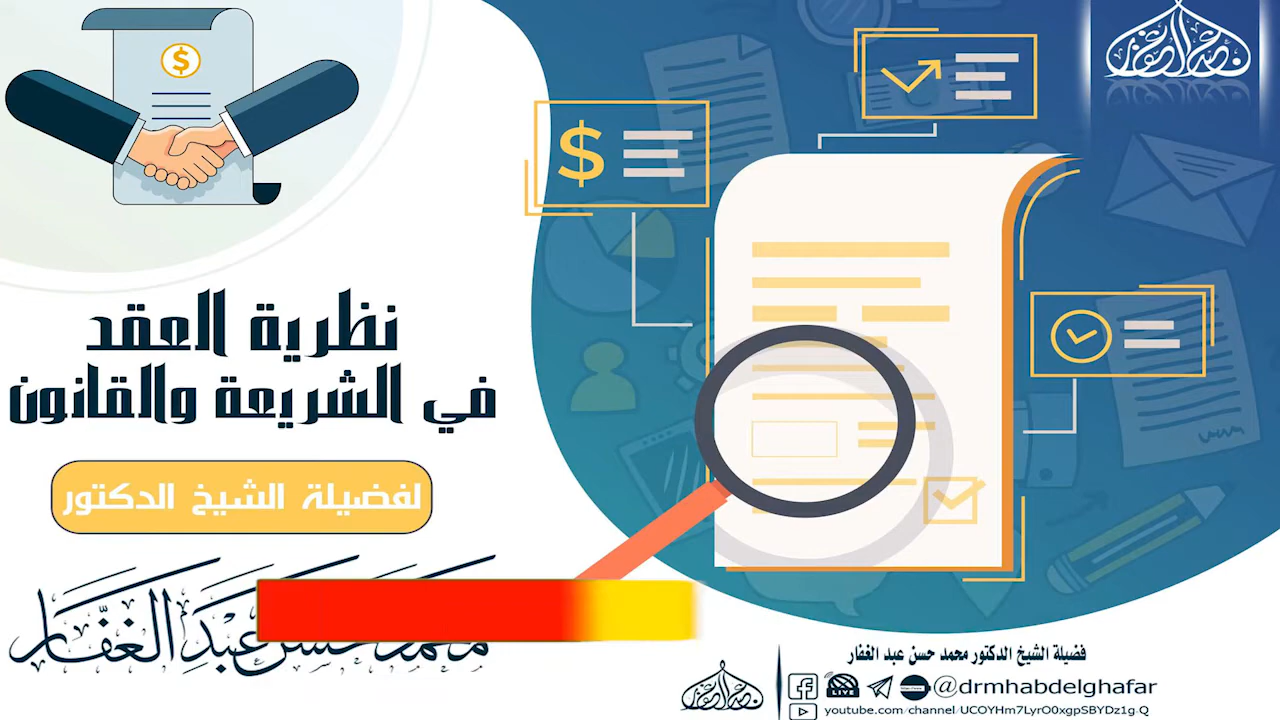 نظرية العقد
في الشريعة والقانون
لفضيلة الشيخ الدكتور
محمد حسن عبد الغفار
فضيلة الشيخ الدكتور محمد حسن عبد الغفار
LIVE
@drmhabdelghafar
youtube.com/channel/UCOYHm7LyrO0xgpSBYDz1g-Q